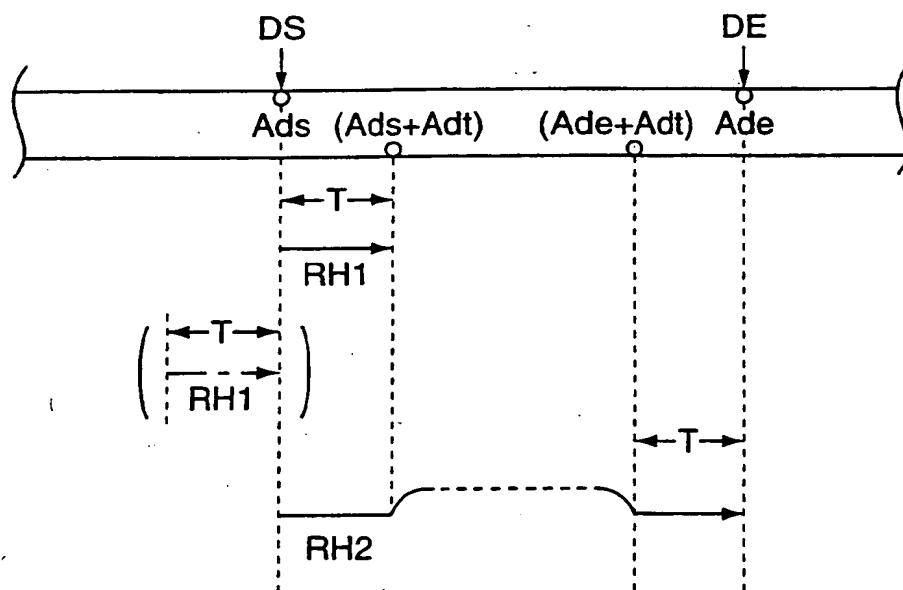 DS DE
Ads (Ads+Adt) (Ade+Adt) Ade
T
RH1
T
RH1
T
RH2